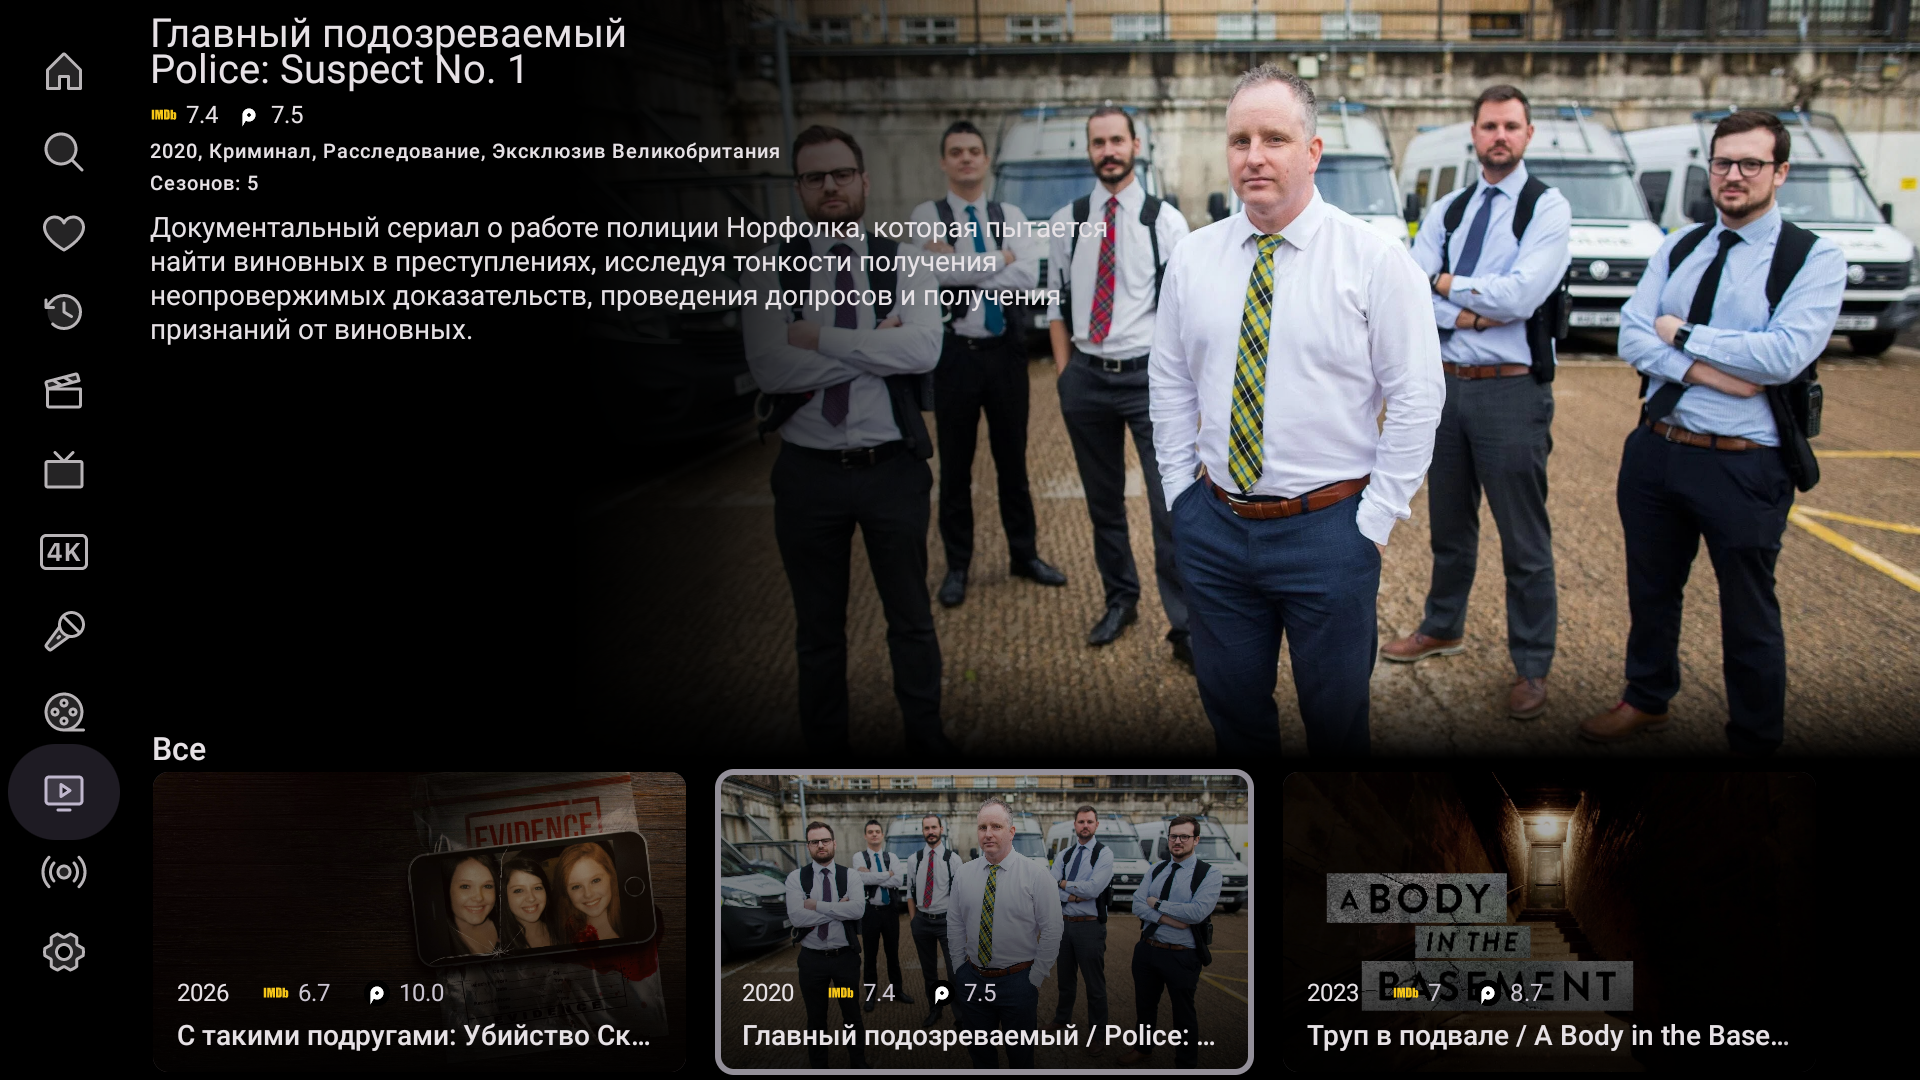 Главный подозреваемый
Police: Suspect No. 1
IMDb 7.4 7.5
2020, Криминал, Расследование, Эксклюзив Великобритания
Сезонов: 5
Документальный сериал о работе полиции Норфолка, которая пытается
найти виновных в преступлениях, исследуя тонкости получения
неопровержимых доказательств, проведения допросов и получения
признаний от виновных.
4K
Все
EVIDENCE
2026 IMDb 6.7 10.0
С такими подругами: Убийство Ск...
2020 IMDb 7.4 7.5
Главный подозреваемый / Police: ...
A BODY
IN THE
BASEMENT
2023 IMDb 7 8.7
Труп в подвале / A Body in the Base...